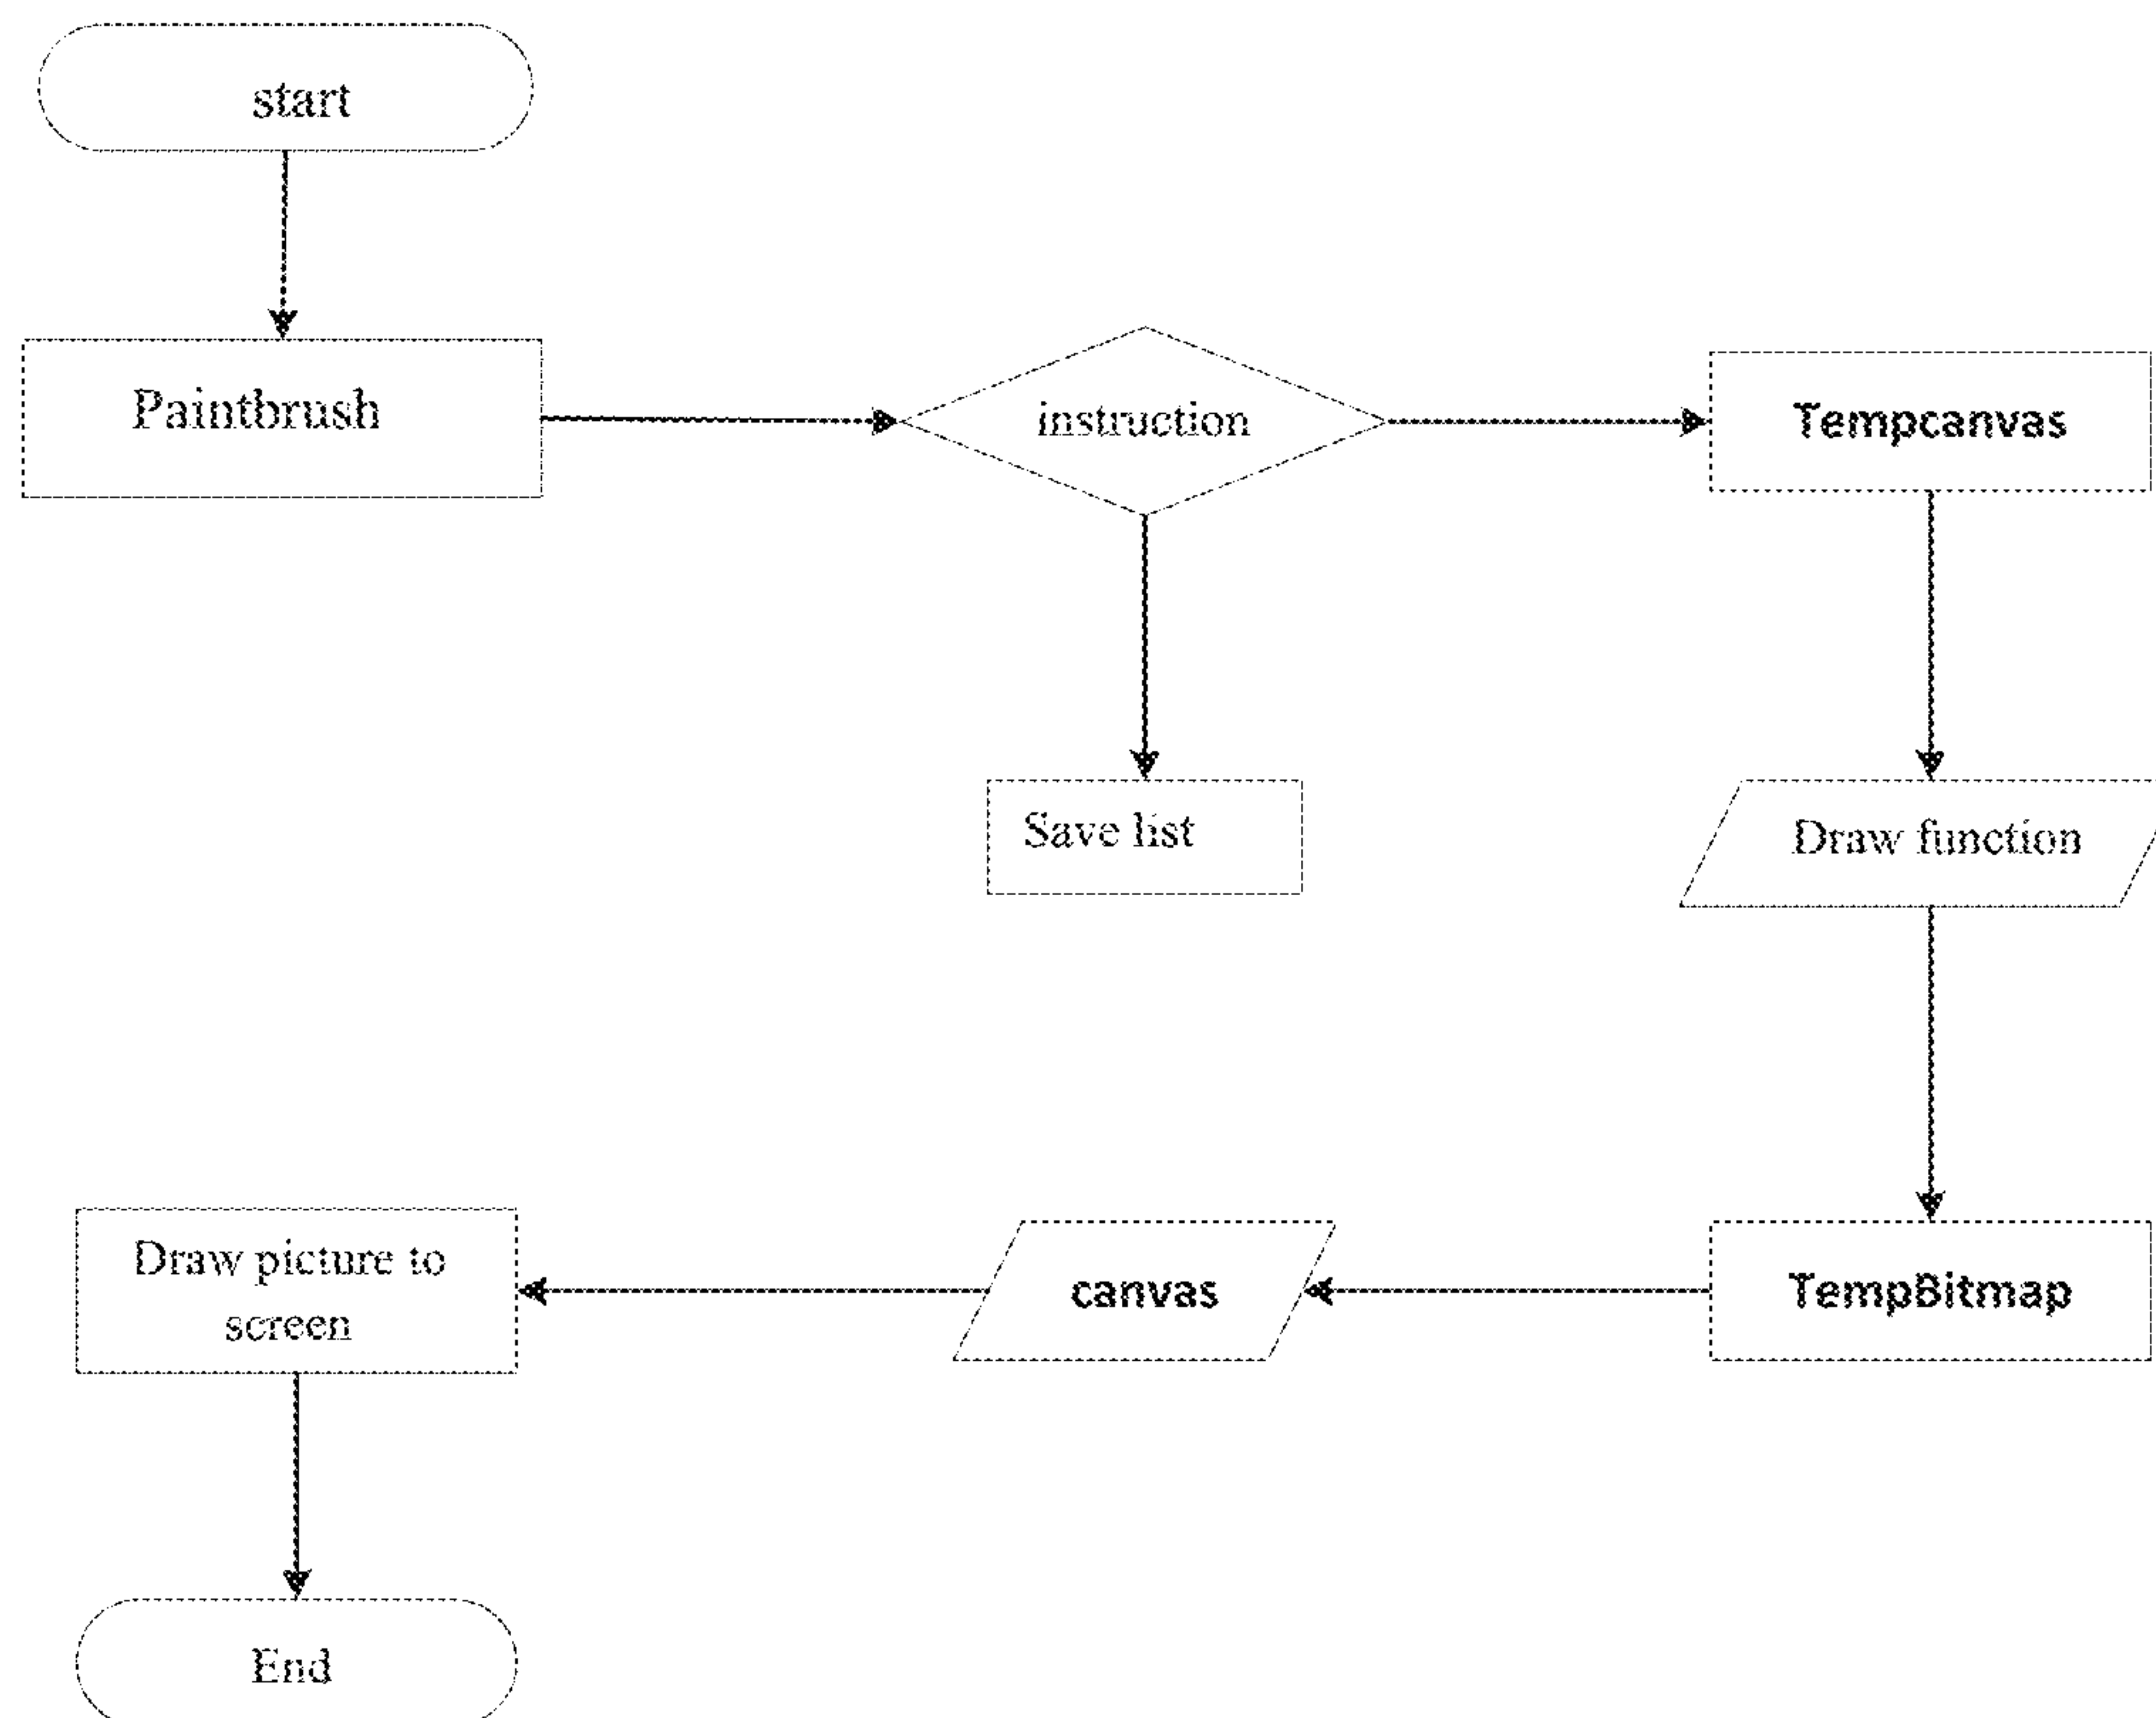 start
Paintbrush
instruction
Tempcanvas
Save list
Draw function
TempBitmap
canvas
Draw picture to
screen
End